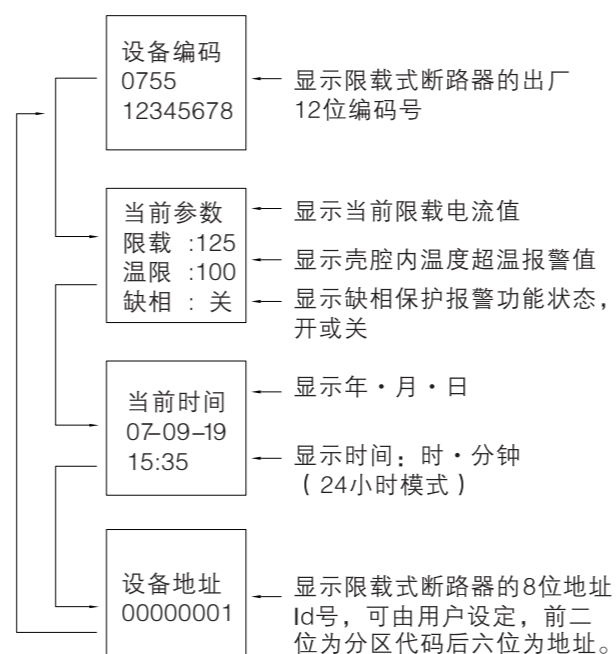 设备编码
0755
12345678
显示限载式断路器的出厂
12位编码号
当前参数
限载 :125
温限 :100
缺相 : 关
显示当前限载电流值
显示壳腔内温度超温报警值
显示缺相保护报警功能状态，
开或关
当前时间
07-09-19
15:35
显示年·月·日
显示时间：时·分钟
（24小时模式）
设备地址
00000001
显示限载式断路器的8位地址
Id号，可由用户设定，前二
位为分区代码后六位为地址。